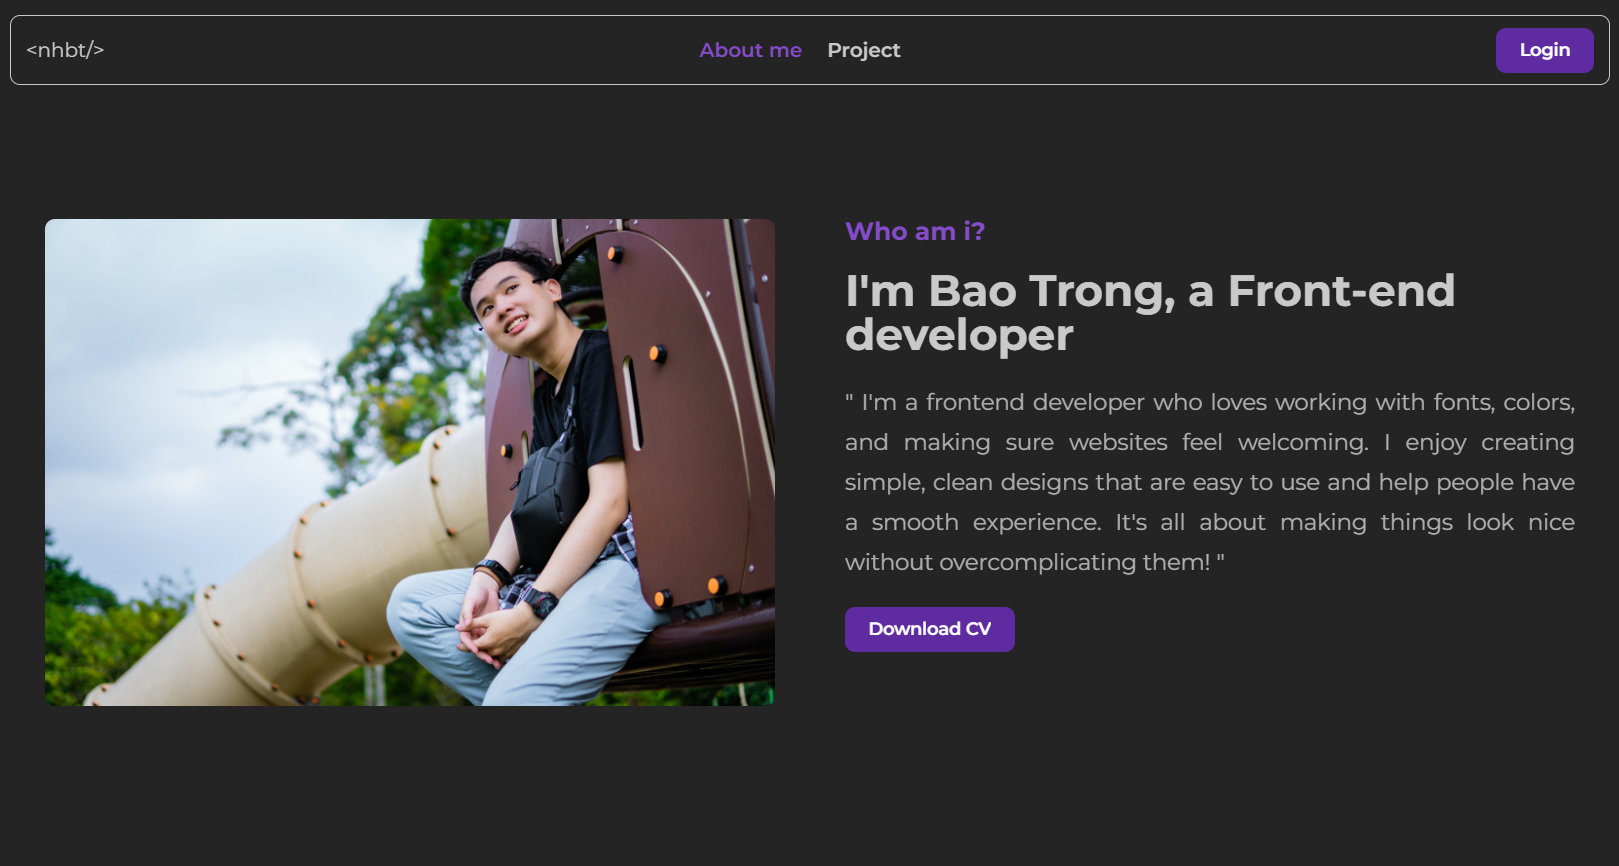 <nhbt/>
About me
Project
Login
Who am i?
I'm Bao Trong, a Front-end
developer
" I'm a frontend developer who loves working with fonts, colors,
and making sure websites feel welcoming. I enjoy creating
simple, clean designs that are easy to use and help people have
a smooth experience. It's all about making things look nice
without overcomplicating them! "
Download CV